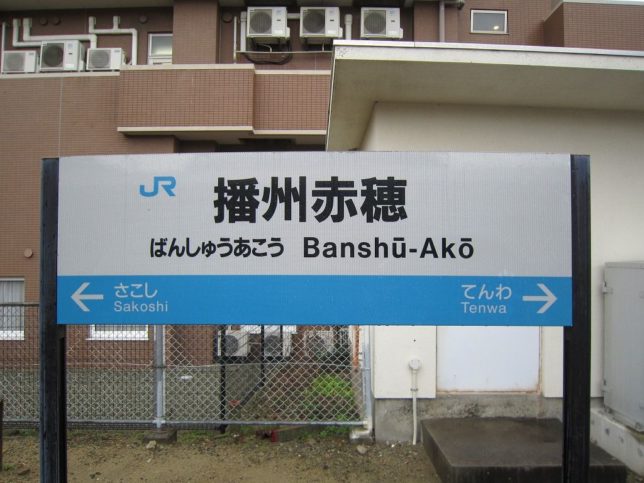 JR 播州赤穂
ばんしゅうあこう Banshū-Akō
← さこし てんわ →
Sakoshi Tenwa